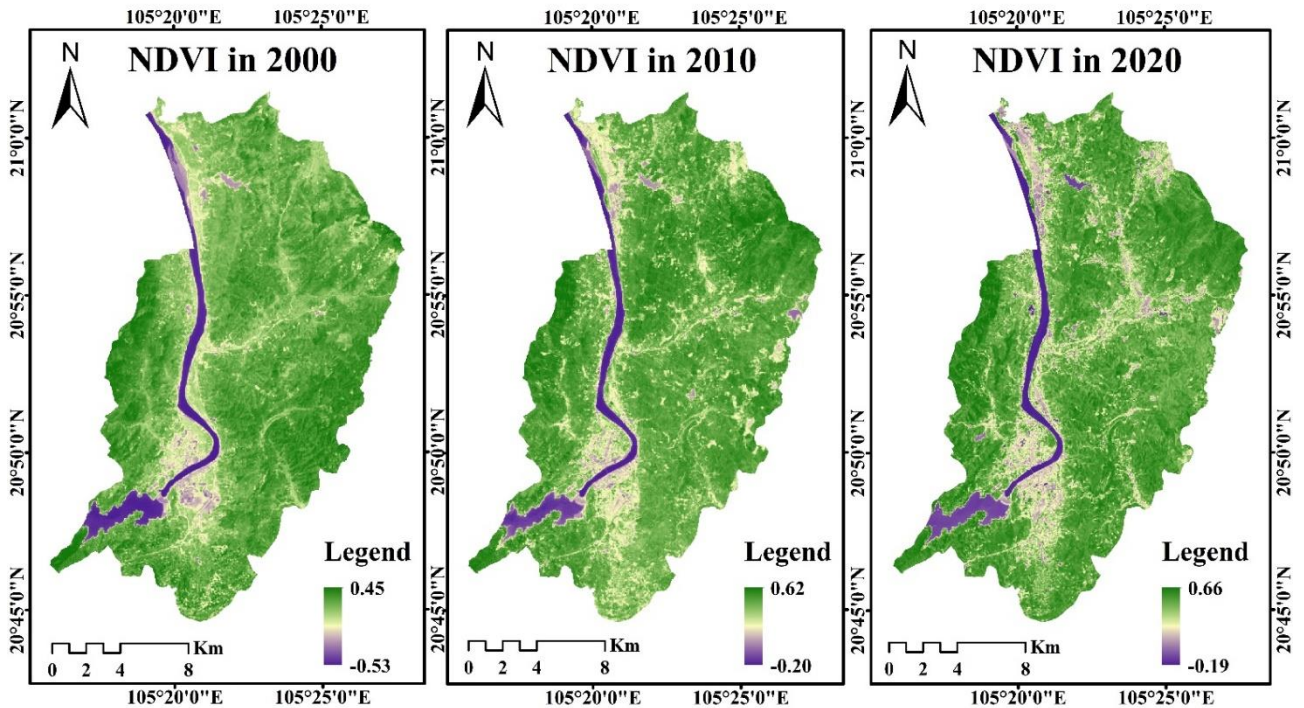 105°20'0"E 105°25'0"E 105°20'0"E 105°25'0"E 105°20'0"E 105°25'0"E
N
NDVI in 2000
N
NDVI in 2010
N
NDVI in 2020
21°0'0"N 21°0'0"N 21°0'0"N 21°0'0"N
20°55'0"N 20°55'0"N 20°55'0"N 20°55'0"N
20°50'0"N 20°50'0"N 20°50'0"N 20°50'0"N
20°45'0"N 20°45'0"N 20°45'0"N 20°45'0"N
Legend
0.45
-0.53
Km
0 2 4 8
Legend
0.62
-0.20
Km
0 2 4 8
Legend
0.66
-0.19
Km
0 2 4 8
105°20'0"E 105°25'0"E 105°20'0"E 105°25'0"E 105°20'0"E 105°25'0"E